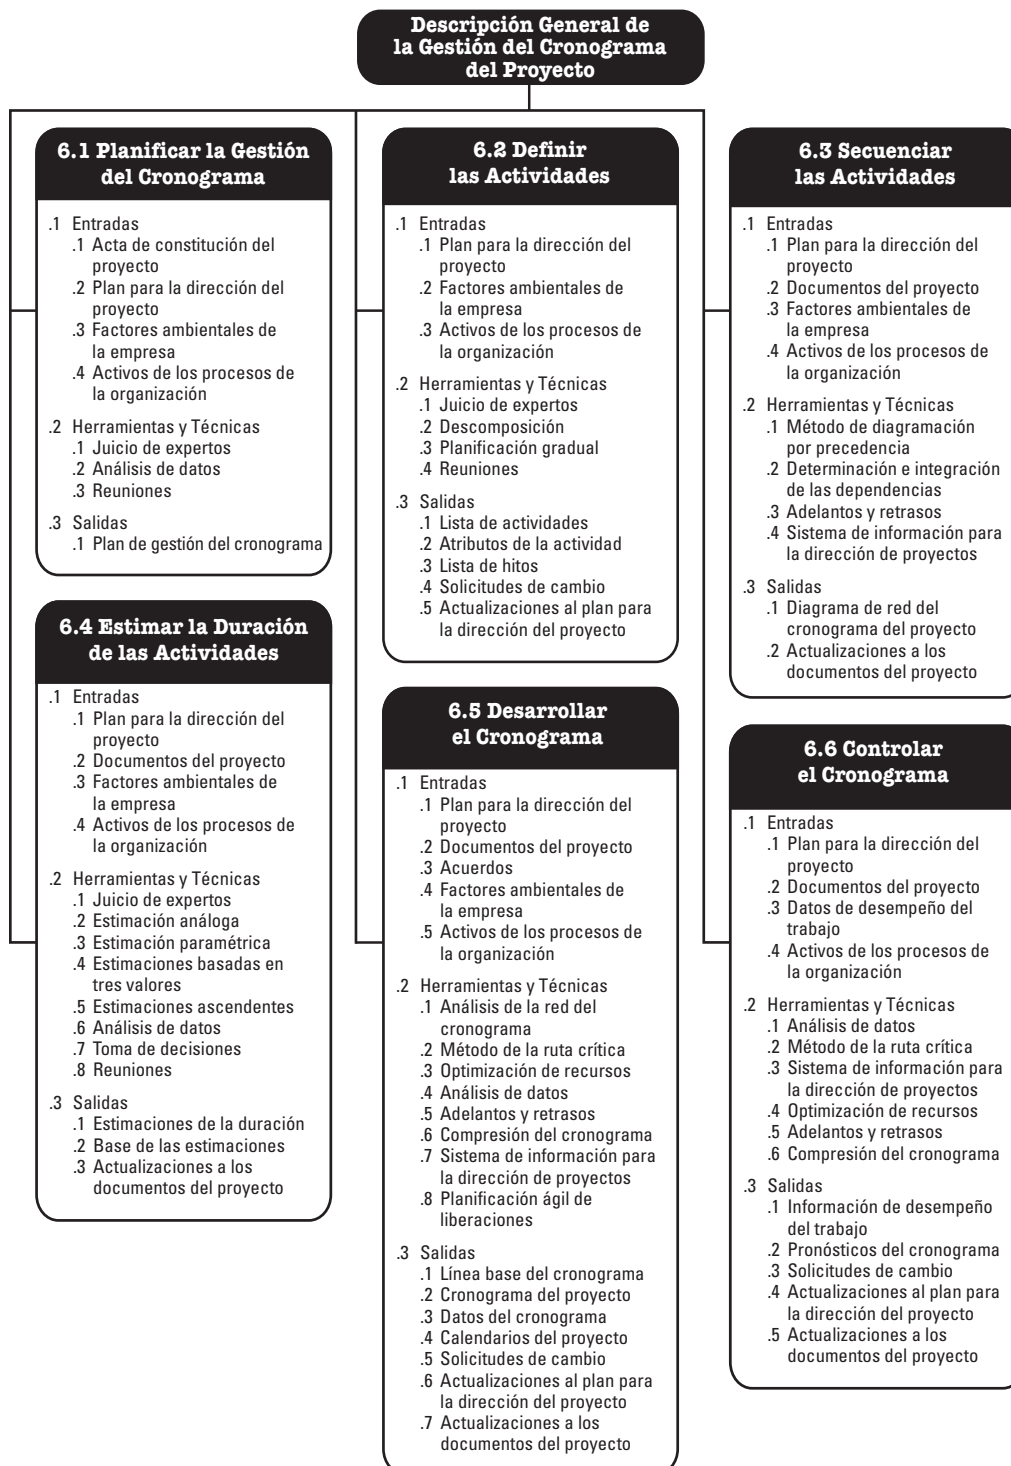 Descripción General de
la Gestión del Cronograma
del Proyecto
6.1 Planificar la Gestión
del Cronograma
.1 Entradas
.1 Acta de constitución del
proyecto
.2 Plan para la dirección del
proyecto
.3 Factores ambientales de
la empresa
.4 Activos de los procesos de
la organización
.2 Herramientas y Técnicas
.1 Juicio de expertos
.2 Análisis de datos
.3 Reuniones
.3 Salidas
.1 Plan de gestión del cronograma
6.2 Definir
las Actividades
.1 Entradas
.1 Plan para la dirección del
proyecto
.2 Factores ambientales de
la empresa
.3 Activos de los procesos de
la organización
.2 Herramientas y Técnicas
.1 Juicio de expertos
.2 Descomposición
.3 Planificación gradual
.4 Reuniones
.3 Salidas
.1 Lista de actividades
.2 Atributos de la actividad
.3 Lista de hitos
.4 Solicitudes de cambio
.5 Actualizaciones al plan para
la dirección del proyecto
6.3 Secuenciar
las Actividades
.1 Entradas
.1 Plan para la dirección del
proyecto
.2 Documentos del proyecto
.3 Factores ambientales de
la empresa
.4 Activos de los procesos de
la organización
.2 Herramientas y Técnicas
.1 Método de diagramación
por precedencia
.2 Determinación e integración
de las dependencias
.3 Adelantos y retrasos
.4 Sistema de información para
la dirección de proyectos
.3 Salidas
.1 Diagrama de red del
cronograma del proyecto
.2 Actualizaciones a los
documentos del proyecto
6.4 Estimar la Duración
de las Actividades
.1 Entradas
.1 Plan para la dirección del
proyecto
.2 Documentos del proyecto
.3 Factores ambientales de
la empresa
.4 Activos de los procesos de
la organización
.2 Herramientas y Técnicas
.1 Juicio de expertos
.2 Estimación análoga
.3 Estimación paramétrica
.4 Estimaciones basadas en
tres valores
.5 Estimaciones ascendentes
.6 Análisis de datos
.7 Toma de decisiones
.8 Reuniones
.3 Salidas
.1 Estimaciones de la duración
.2 Base de las estimaciones
.3 Actualizaciones a los
documentos del proyecto
6.5 Desarrollar
el Cronograma
.1 Entradas
.1 Plan para la dirección del
proyecto
.2 Documentos del proyecto
.3 Acuerdos
.4 Factores ambientales de
la empresa
.5 Activos de los procesos de
la organización
.2 Herramientas y Técnicas
.1 Análisis de la red del
cronograma
.2 Método de la ruta crítica
.3 Optimización de recursos
.4 Análisis de datos
.5 Adelantos y retrasos
.6 Compresión del cronograma
.7 Sistema de información para
la dirección de proyectos
.8 Planificación ágil de
liberaciones
.3 Salidas
.1 Línea base del cronograma
.2 Cronograma del proyecto
.3 Datos del cronograma
.4 Calendarios del proyecto
.5 Solicitudes de cambio
.6 Actualizaciones al plan para
la dirección del proyecto
.7 Actualizaciones a los
documentos del proyecto
6.6 Controlar
el Cronograma
.1 Entradas
.1 Plan para la dirección del
proyecto
.2 Documentos del proyecto
.3 Datos de desempeño del
trabajo
.4 Activos de los procesos de
la organización
.2 Herramientas y Técnicas
.1 Análisis de datos
.2 Método de la ruta crítica
.3 Sistema de información para
la dirección de proyectos
.4 Optimización de recursos
.5 Adelantos y retrasos
.6 Compresión del cronograma
.3 Salidas
.1 Información de desempeño
del trabajo
.2 Pronósticos del cronograma
.3 Solicitudes de cambio
.4 Actualizaciones al plan para
la dirección del proyecto
.5 Actualizaciones a los
documentos del proyecto